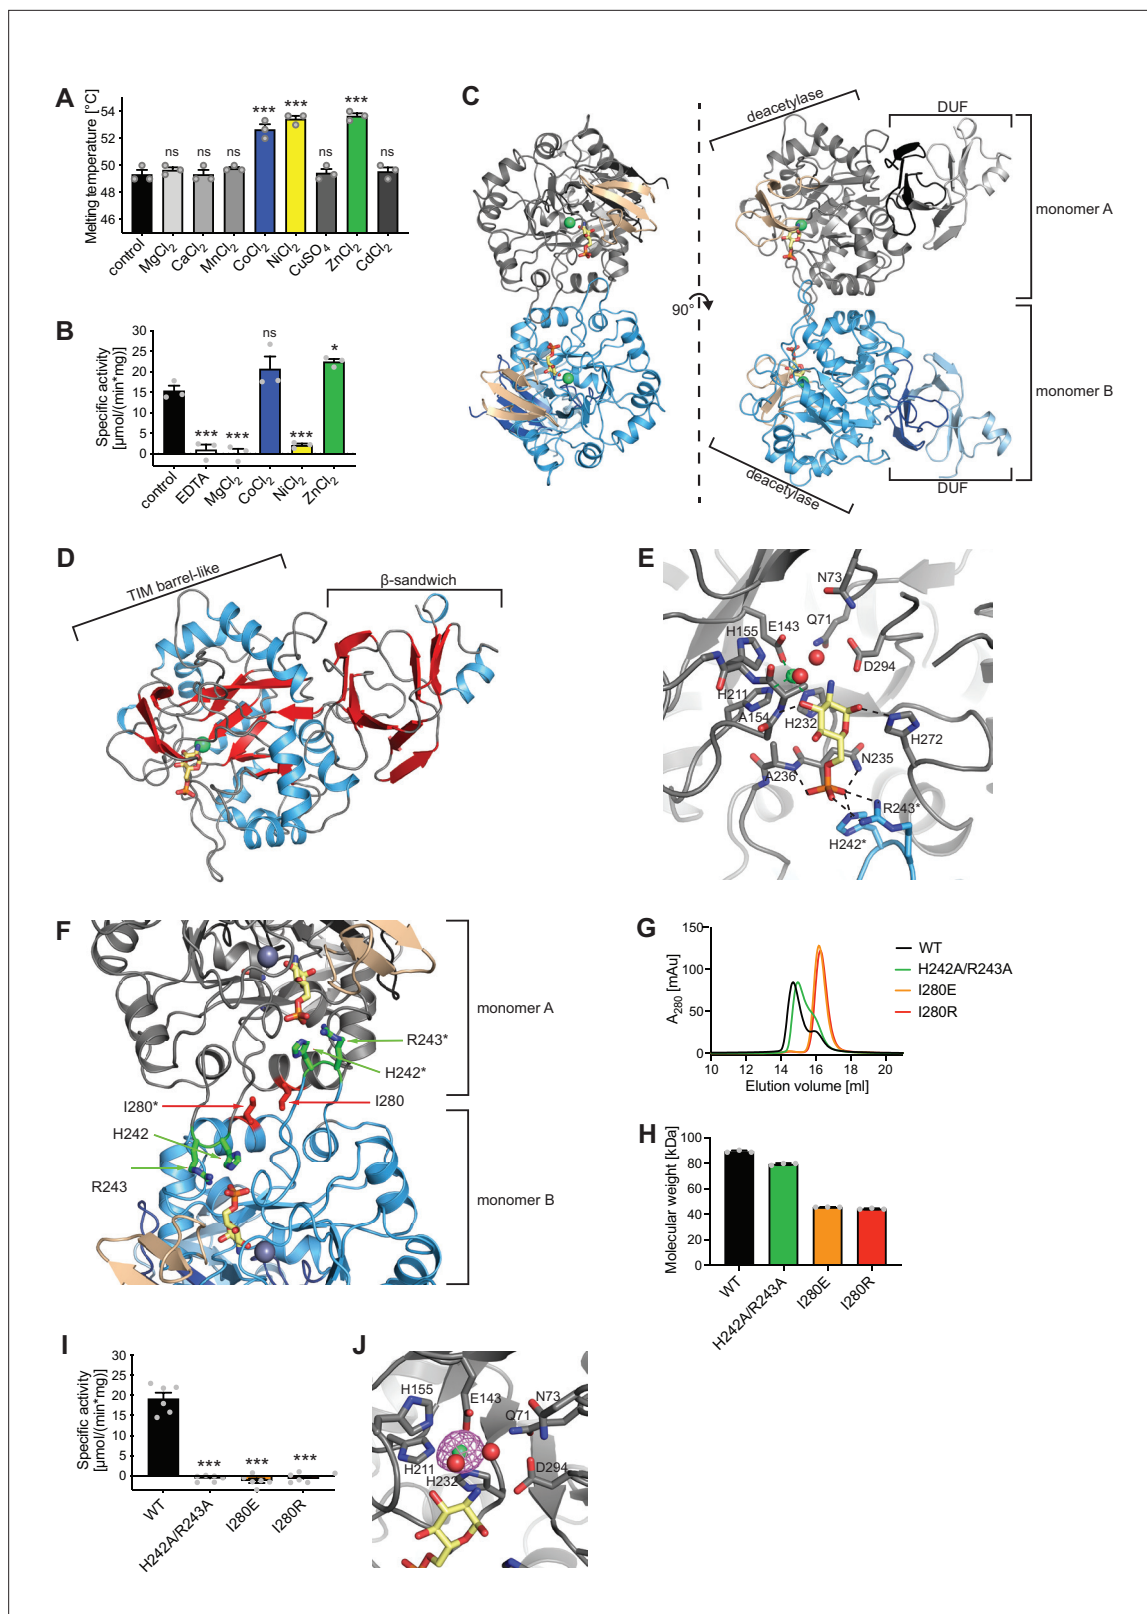 A
Melting temperature [°C]
54
52
50
48
46
ns
ns
ns
***
***
ns
***
ns
control
MgCl2
CaCl2
MnCl2
CoCl2
NiCl2
CuSO4
ZnCl2
CdCl2
B
Specific activity
[µmol/(min*mg)]
30
25
20
15
10
5
0
***
***
ns
***
*
control
EDTA
MgCl2
CoCl2
NiCl2
ZnCl2
C
90°
deacetylase
DUF
monomer A
monomer B
deacetylase
DUF
D
TIM barrel-like
β-sandwich
E
N73
Q71
E143
H155
D294
H211
A154
H232
H272
N235
A236
R243*
H242*
F
monomer A
R243*
H242*
I280
I280*
H242
R243
monomer B
G
A280 [mAu]
150
100
50
0
10
12
14
16
18
20
Elution volume [ml]
WT
H242A/R243A
I280E
I280R
H
Molecular weight [kDa]
100
80
60
40
20
0
WT
H242A/R243A
I280E
I280R
I
Specific activity
[µmol/(min*mg)]
30
25
20
15
10
5
0
***
***
***
WT
H242A/R243A
I280E
I280R
J
H155
E143
N73
Q71
H211
H232
D294